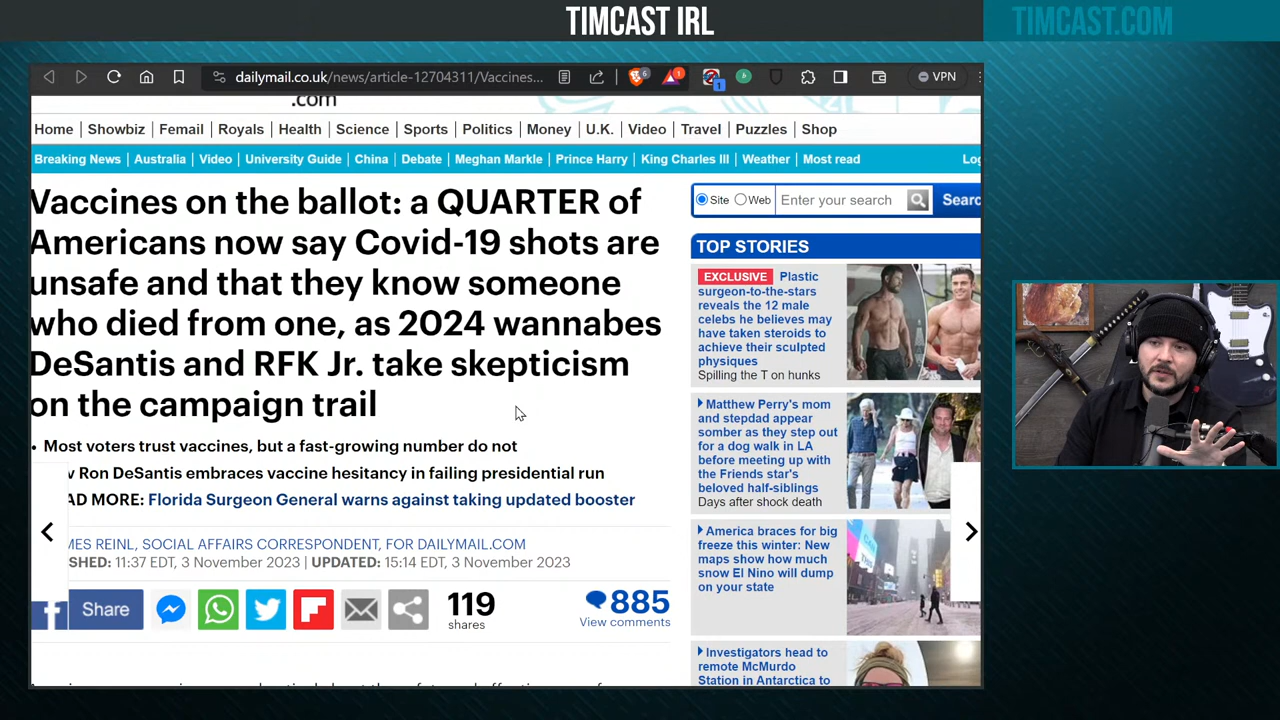 TIMCAST IRL
TIMCAST.COM
dailymail.co.uk/news/article-12704311/Vaccines...
6
1
1
VPN
.com
Home | Showbiz | Femail | Royals | Health | Science | Sports | Politics | Money | U.K. | Video | Travel | Puzzles | Shop
Breaking News | Australia | Video | University Guide | China | Debate | Meghan Markle | Prince Harry | King Charles III | Weather | Most read
Log
Vaccines on the ballot: a QUARTER of
Americans now say Covid-19 shots are
unsafe and that they know someone
who died from one, as 2024 wannabes
DeSantis and RFK Jr. take skepticism
on the campaign trail
• Most voters trust vaccines, but a fast-growing number do not
w Ron DeSantis embraces vaccine hesitancy in failing presidential run
AD MORE: Florida Surgeon General warns against taking updated booster
MES REINL, SOCIAL AFFAIRS CORRESPONDENT, FOR DAILYMAIL.COM
SHED: 11:37 EDT, 3 November 2023 | UPDATED: 15:14 EDT, 3 November 2023
Share
119
shares
885
View comments
Site Web Enter your search Searc
TOP STORIES
EXCLUSIVE Plastic
surgeon-to-the-stars
reveals the 12 male
celebs he believes may
have taken steroids to
achieve their sculpted
physiques
Spilling the T on hunks
Matthew Perry's mom
and stepdad appear
somber as they step out
for a dog walk in LA
before meeting up with
the Friends star's
beloved half-siblings
Days after shock death
America braces for big
freeze this winter: New
maps show how much
snow El Nino will dump
on your state
Investigators head to
remote McMurdo
Station in Antarctica to